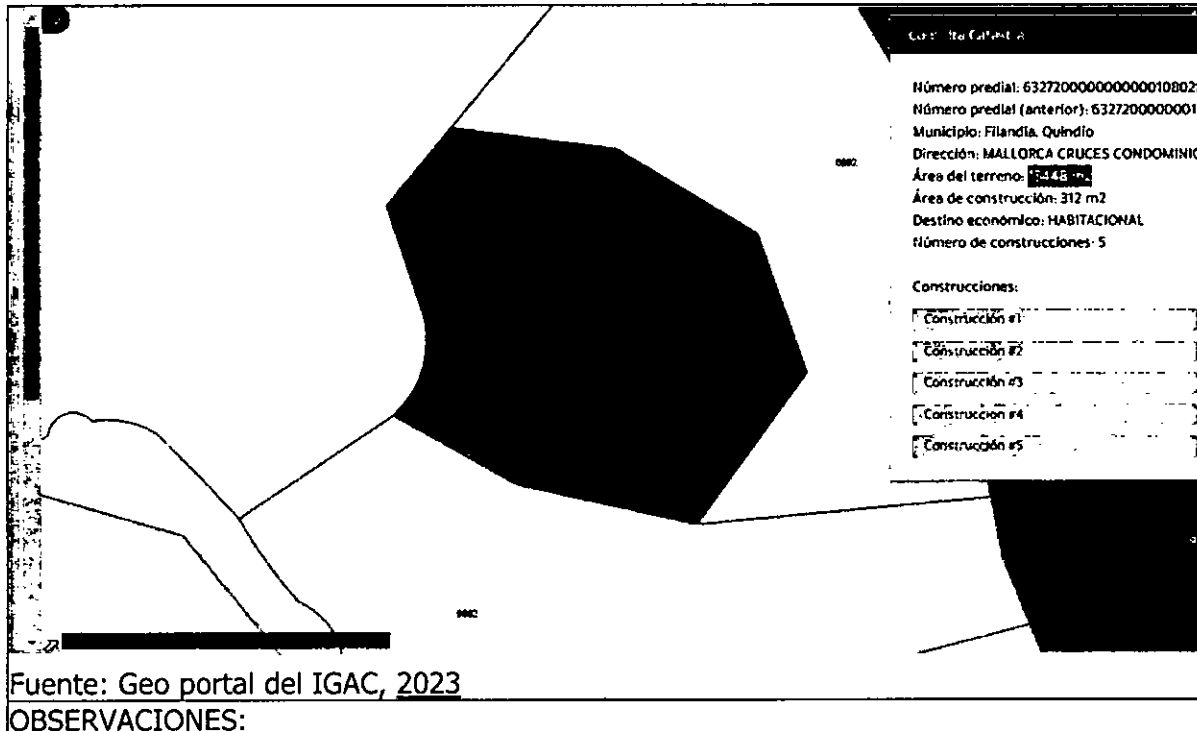 Número predial: 632720000000000010802
Número predial (anterior): 6327200000001
Municipio: Filandia, Quindío
Dirección: MALLORCA CRUCES CONDOMINIO
Área del terreno:
Área de construcción: 312 m2
Destino económico: HABITACIONAL
Número de construcciones: 5
Construcciones:
Construcción #1
Construcción #2
Construcción #3
Construcción #4
Construcción #5
Fuente: Geo portal del IGAC, 2023
OBSERVACIONES: